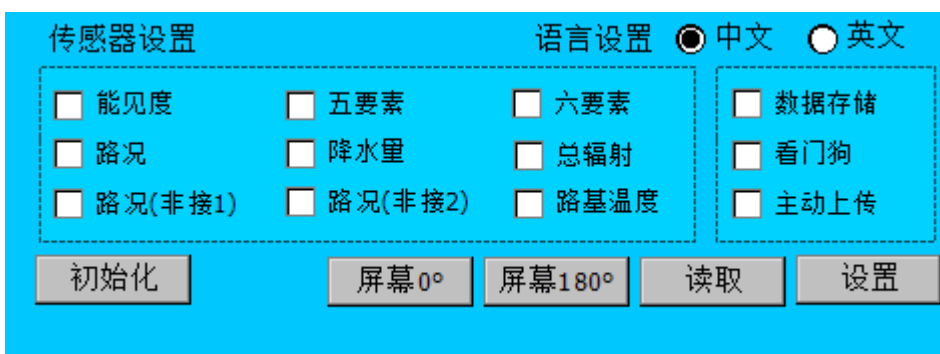 传感器设置 语言设置 中文 英文
能见度 五要素 六要素 数据存储
路况 降水量 总辐射 看门狗
路况(非接1) 路况(非接2) 路基温度 主动上传
初始化 屏幕0° 屏幕180° 读取 设置